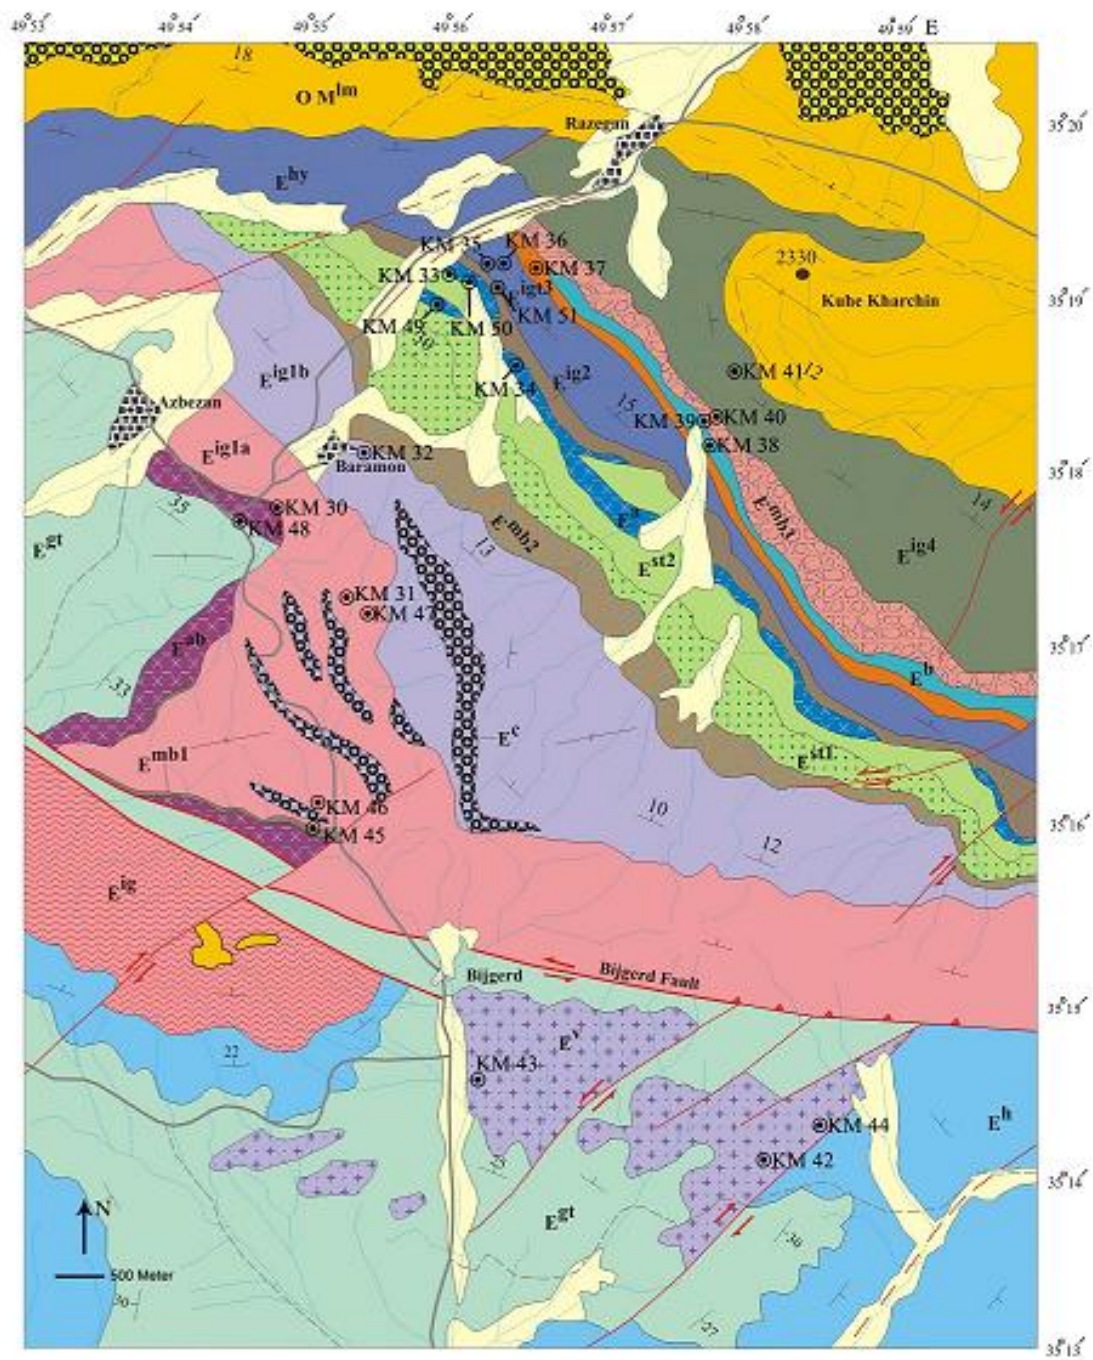 49 53′ 49 54′ 49 55′ 49 56′ 49 57′ 49 58′ 49 59′ E
18
O M lm
Razegan
35 20′
E hy
KM 35 KM 36
KM 33 KM 37
2330
E igt3
Kube Kharchin
35 19′
KM 49 KM 50 KM 51
E ig1b
KM 34
E ig2
KM 41
15
Azbezan
KM 39 KM 40
KM 38
E ig1a
KM 32
Baramon
35 18′
35
KM 30
KM 48
14
E mb3
E mb2
E gt
13
E ig4
E st2
KM 31
KM 47
E ab
35 17′
33
E b
E c
E mb1
E st1
KM 46
10
35 16′
KM 45
12
E ig
Bijgerd
Bijgerd Fault
35 15′
22
E v
KM 43
KM 44
E h
KM 42
35 14′
N
E gt
36
500 Meter
30
27
35 13′